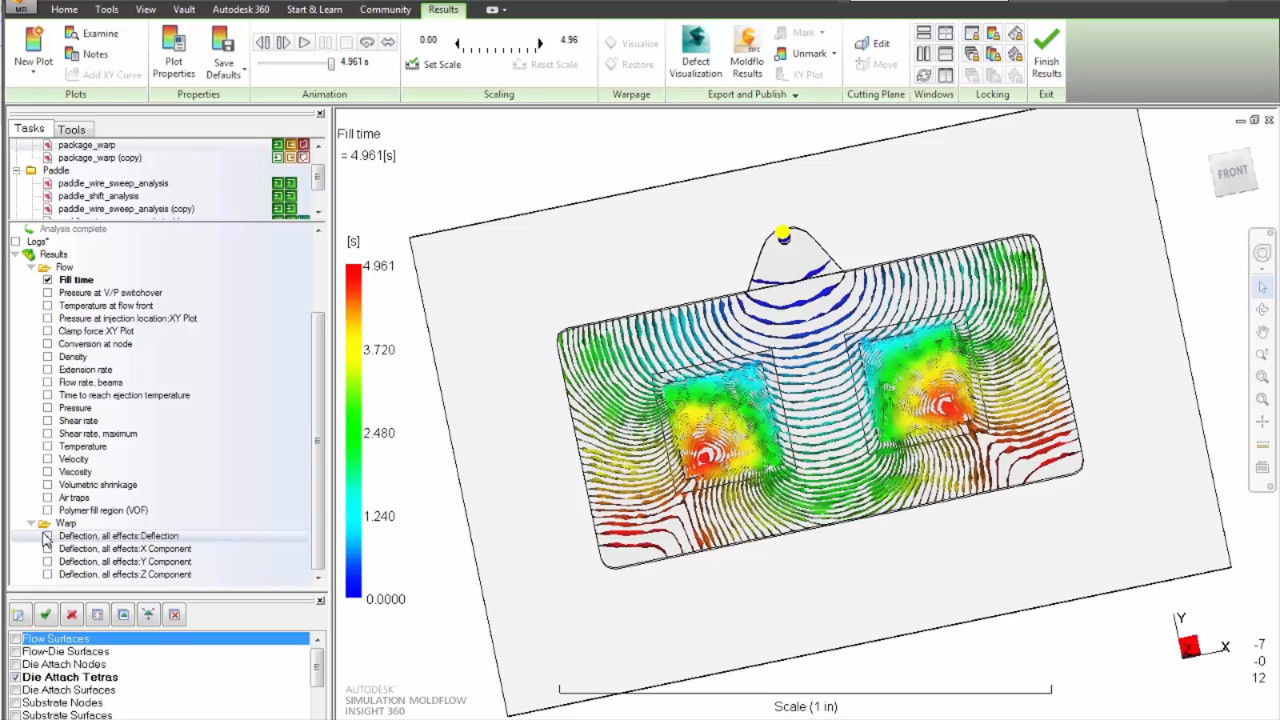 Home Tools View Vault Autodesk 360 Start & Learn Community Results
New Plot
Examine
Notes
Add XY Curve
Plots
Plot Properties
Save Defaults
Properties
4.961 s
Animation
0.00 4.96
Set Scale Reset Scale
Scaling
Visualize
Restore
Warpage
Defect Visualization
Moldflo Results
Mark
Unmark
XY Plot
Export and Publish
Edit
Move
Cutting Plane
Windows
Locking
Finish Results
Exit
Tasks Tools
package_warp
package_warp (copy)
Paddle
paddle_wire_sweep_analysis
paddle_shift_analysis
paddle_wire_sweep_analysis (copy)
Analysis complete
Logs*
Results
Flow
Fill time
Pressure at V/P switchover
Temperature at flow front
Pressure at injection location:XY Plot
Clamp force:XY Plot
Conversion at node
Density
Extension rate
Flow rate, beams
Time to reach ejection temperature
Pressure
Shear rate
Shear rate, maximum
Temperature
Velocity
Viscosity
Volumetric shrinkage
Air traps
Polymer fill region (VOF)
Warp
Deflection, all effects:Deflection
Deflection, all effects:X Component
Deflection, all effects:Y Component
Deflection, all effects:Z Component
Flow Surfaces
Flow-Die Surfaces
Die Attach Nodes
Die Attach Tetras
Die Attach Surfaces
Substrate Nodes
Substrate Surfaces
Fill time
= 4.961[s]
[s]
4.961
3.720
2.480
1.240
0.0000
FRONT
AUTODESK
SIMULATION MOLDFLOW
INSIGHT 360
Scale (1 in)
Y
Z
X
-7
-0
12